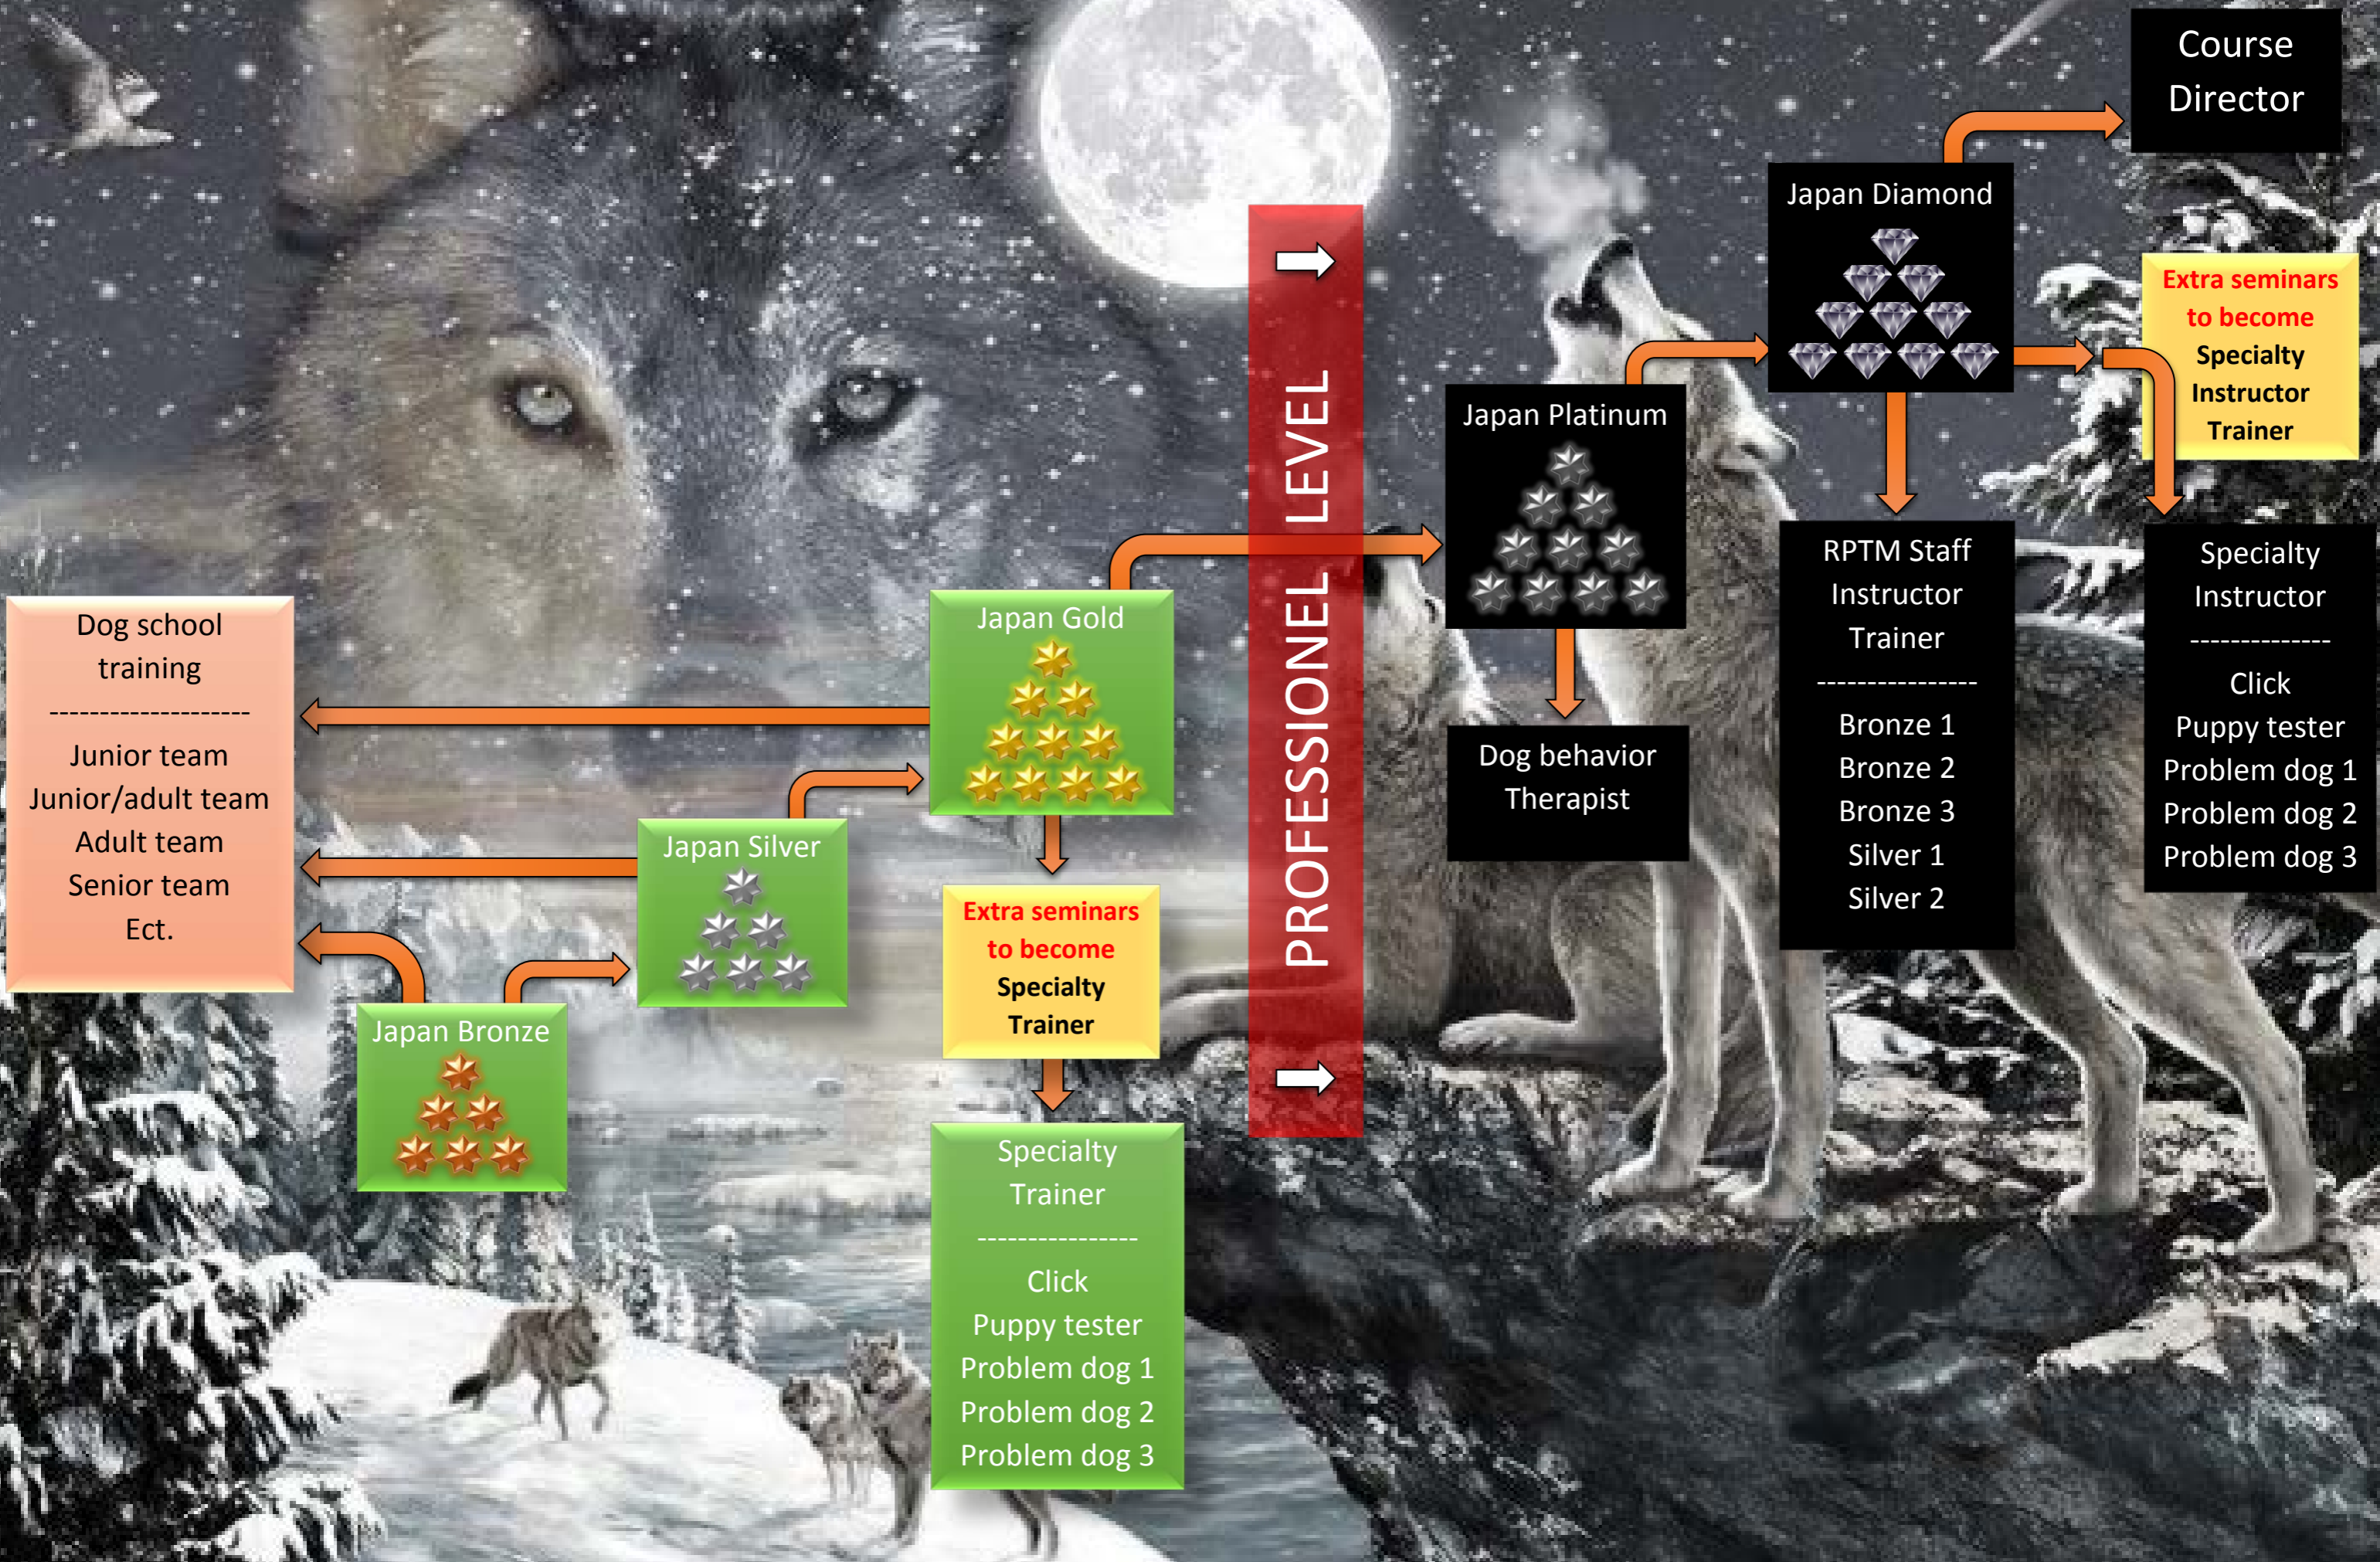 Course
Director
Japan Diamond
Extra seminars
to become
Specialty
Instructor
Trainer
Japan Platinum
PROFESSIONEL LEVEL
RPTM Staff
Instructor
Trainer
----------------
Bronze 1
Bronze 2
Bronze 3
Silver 1
Silver 2
Specialty
Instructor
--------------
Click
Puppy tester
Problem dog 1
Problem dog 2
Problem dog 3
Dog behavior
Therapist
Japan Gold
Dog school
training
--------------------
Junior team
Junior/adult team
Adult team
Senior team
Ect.
Japan Silver
Extra seminars
to become
Specialty
Trainer
Japan Bronze
Specialty
Trainer
----------------
Click
Puppy tester
Problem dog 1
Problem dog 2
Problem dog 3